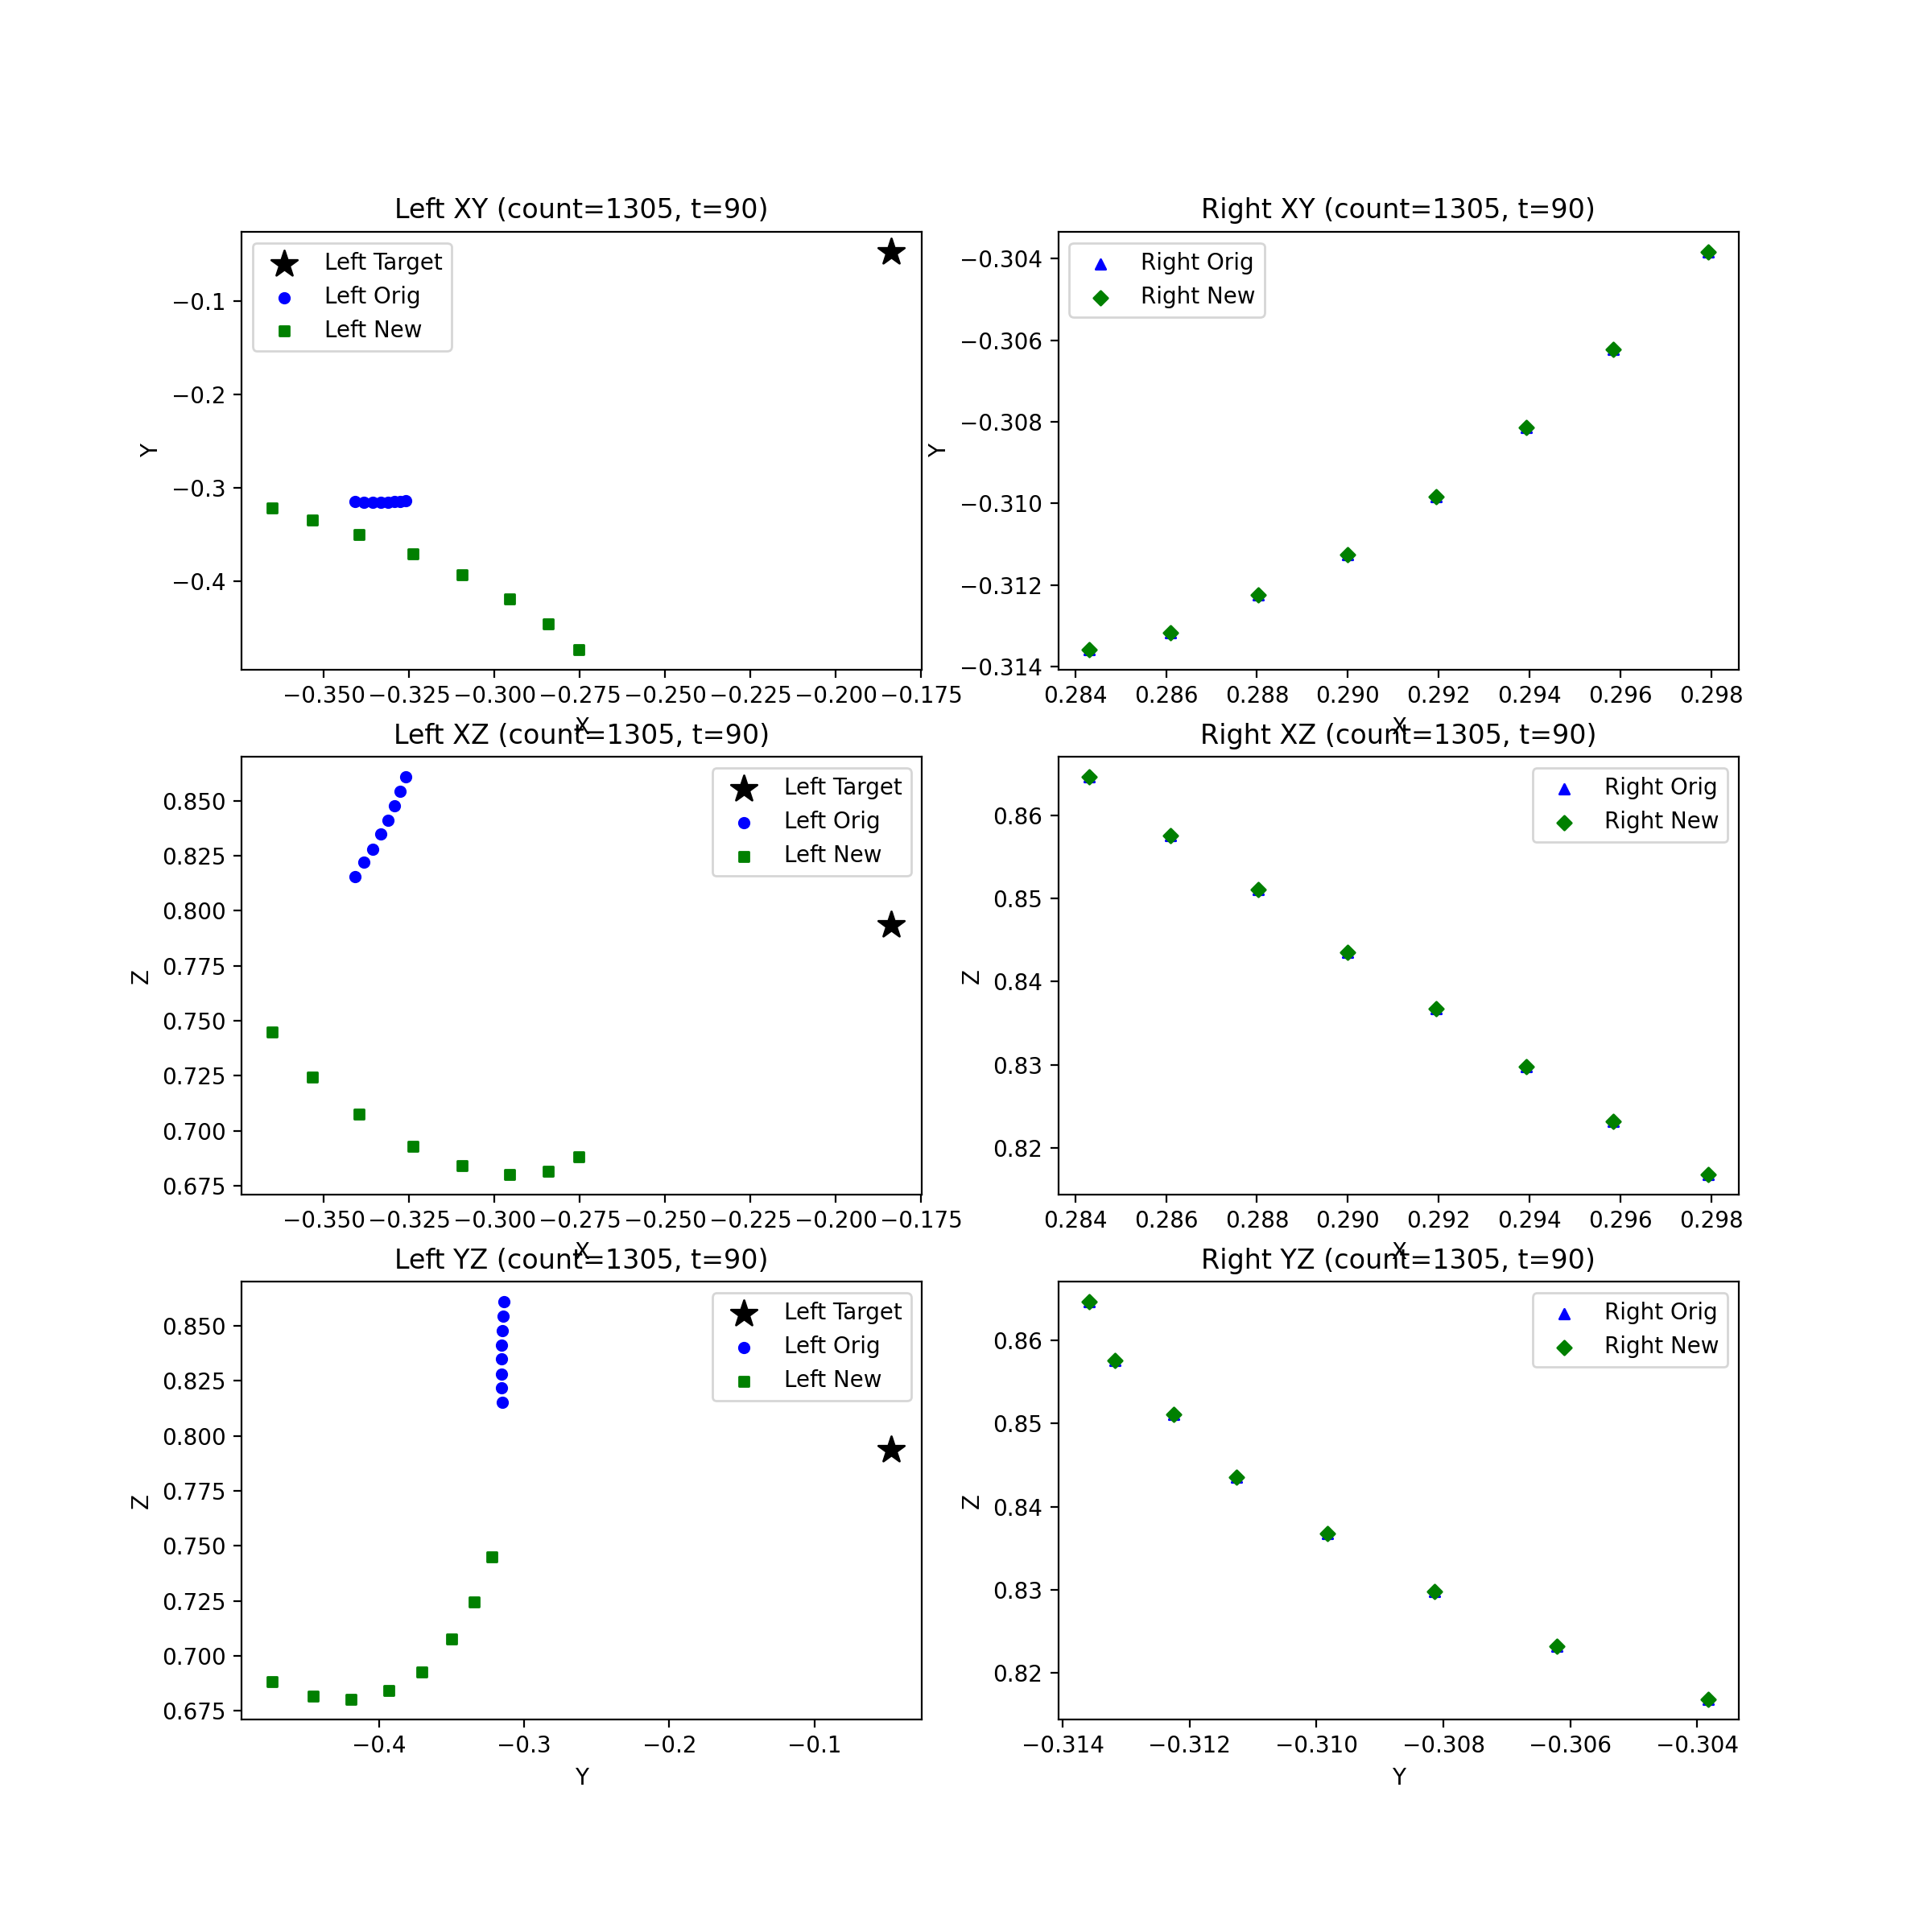 Left XY (count=1305, t=90)
Left Target
Left Orig
Left New
Y
−0.1
−0.2
−0.3
−0.4
−0.350 −0.325 −0.300 −0.275 −0.250 −0.225 −0.200 −0.175
X
Right XY (count=1305, t=90)
Right Orig
Right New
Y
−0.304
−0.306
−0.308
−0.310
−0.312
−0.314
0.284 0.286 0.288 0.290 0.292 0.294 0.296 0.298
X
Left XZ (count=1305, t=90)
Left Target
Left Orig
Left New
Z
0.850
0.825
0.800
0.775
0.750
0.725
0.700
0.675
−0.350 −0.325 −0.300 −0.275 −0.250 −0.225 −0.200 −0.175
X
Right XZ (count=1305, t=90)
Right Orig
Right New
Z
0.86
0.85
0.84
0.83
0.82
0.284 0.286 0.288 0.290 0.292 0.294 0.296 0.298
X
Left YZ (count=1305, t=90)
Left Target
Left Orig
Left New
Z
0.850
0.825
0.800
0.775
0.750
0.725
0.700
0.675
−0.4 −0.3 −0.2 −0.1
Y
Right YZ (count=1305, t=90)
Right Orig
Right New
Z
0.86
0.85
0.84
0.83
0.82
−0.314 −0.312 −0.310 −0.308 −0.306 −0.304
Y